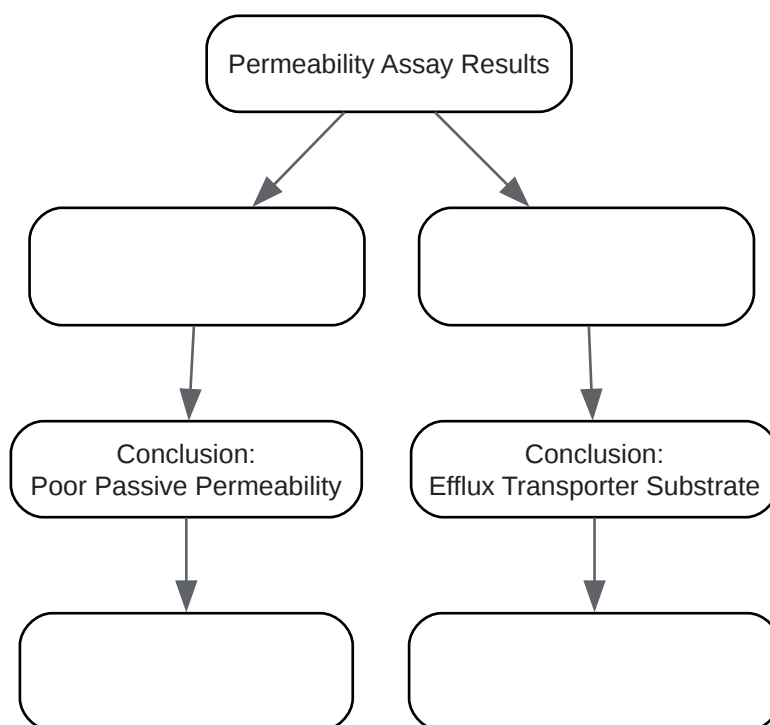 Permeability Assay Results
Conclusion:
Poor Passive Permeability
Conclusion:
Efflux Transporter Substrate